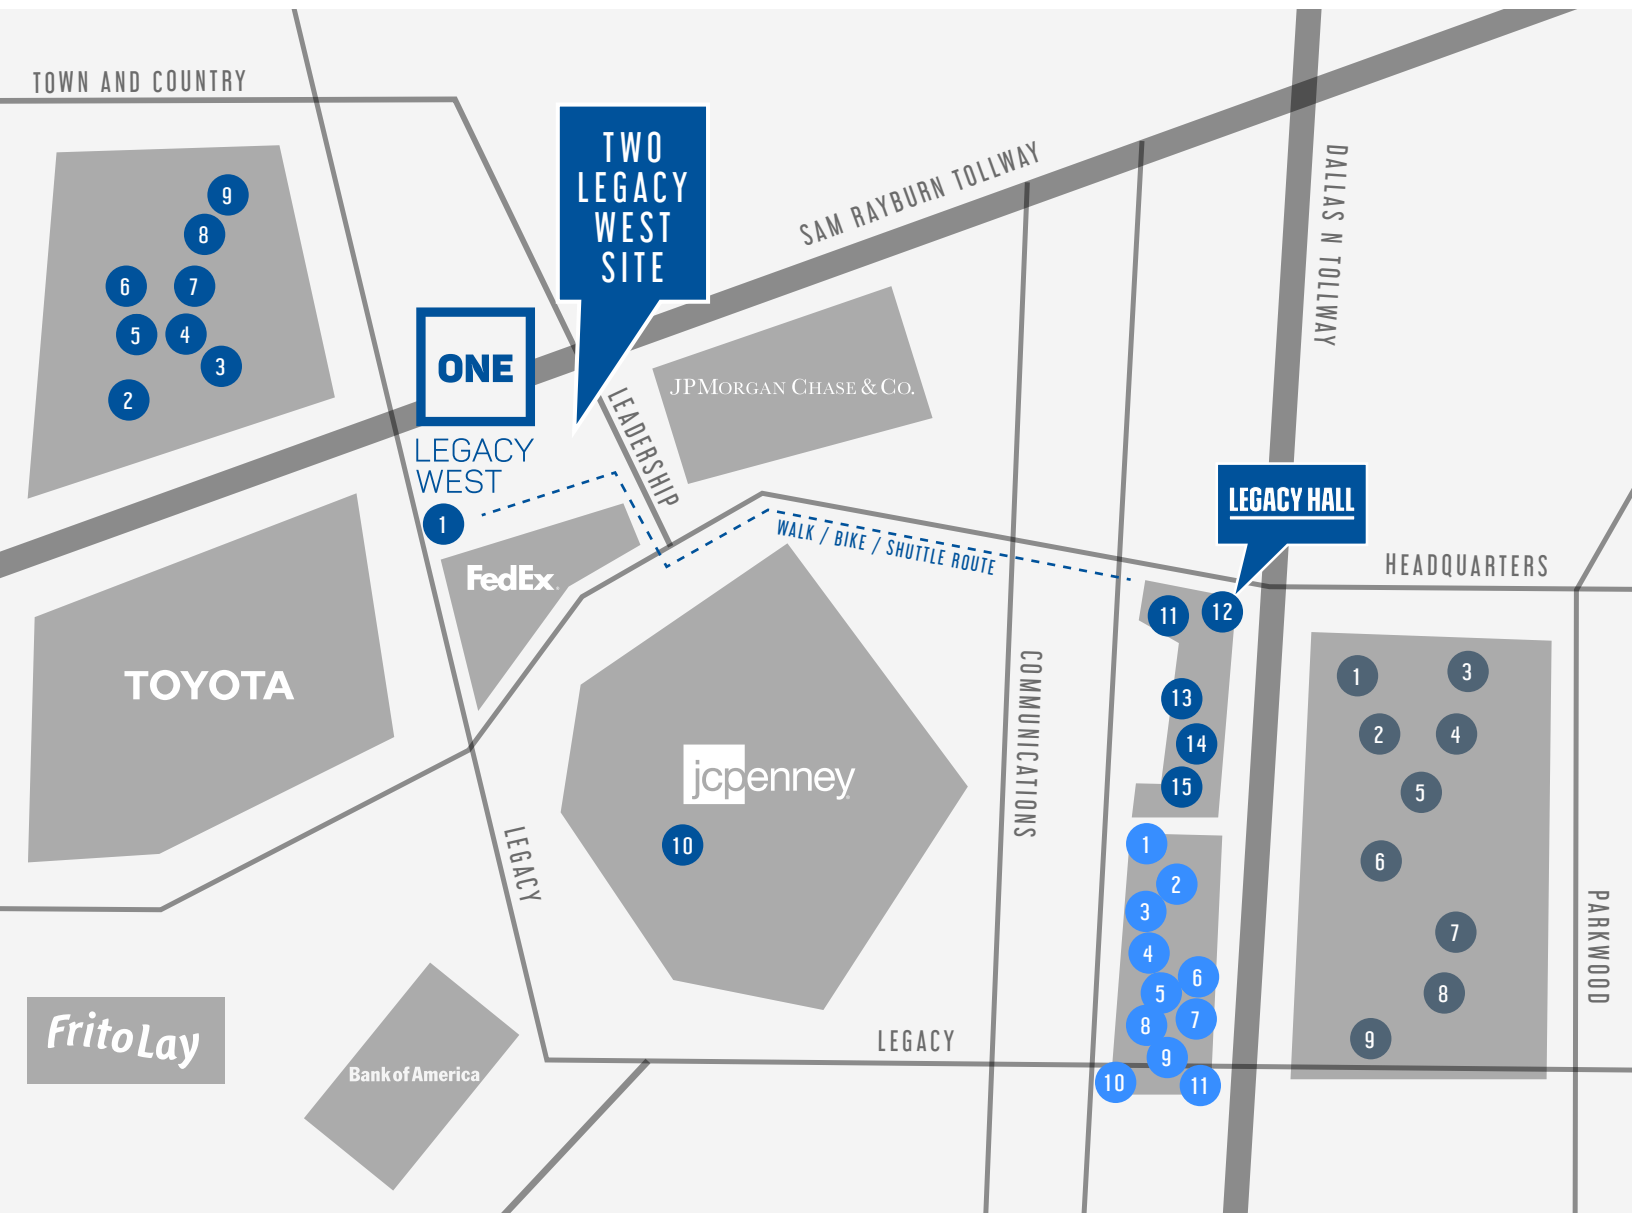 TOWN AND COUNTRY
TWO
LEGACY
WEST
SITE
SAM RAYBURN TOLLWAY
DALLAS N TOLLWAY
9
8
6
7
5
4
3
2
ONE
LEGACY
WEST
1
LEADERSHIP
JPMORGAN CHASE & CO.
LEGACY HALL
WALK / BIKE / SHUTTLE ROUTE
HEADQUARTERS
FedEx®
TOYOTA
11
12
13
14
15
COMMUNICATIONS
jcpenney®
10
LEGACY
1
3
2
4
5
6
7
8
9
PARKWOOD
1
2
3
4
6
5
7
8
9
10
11
LEGACY
FritoLay
Bank of America